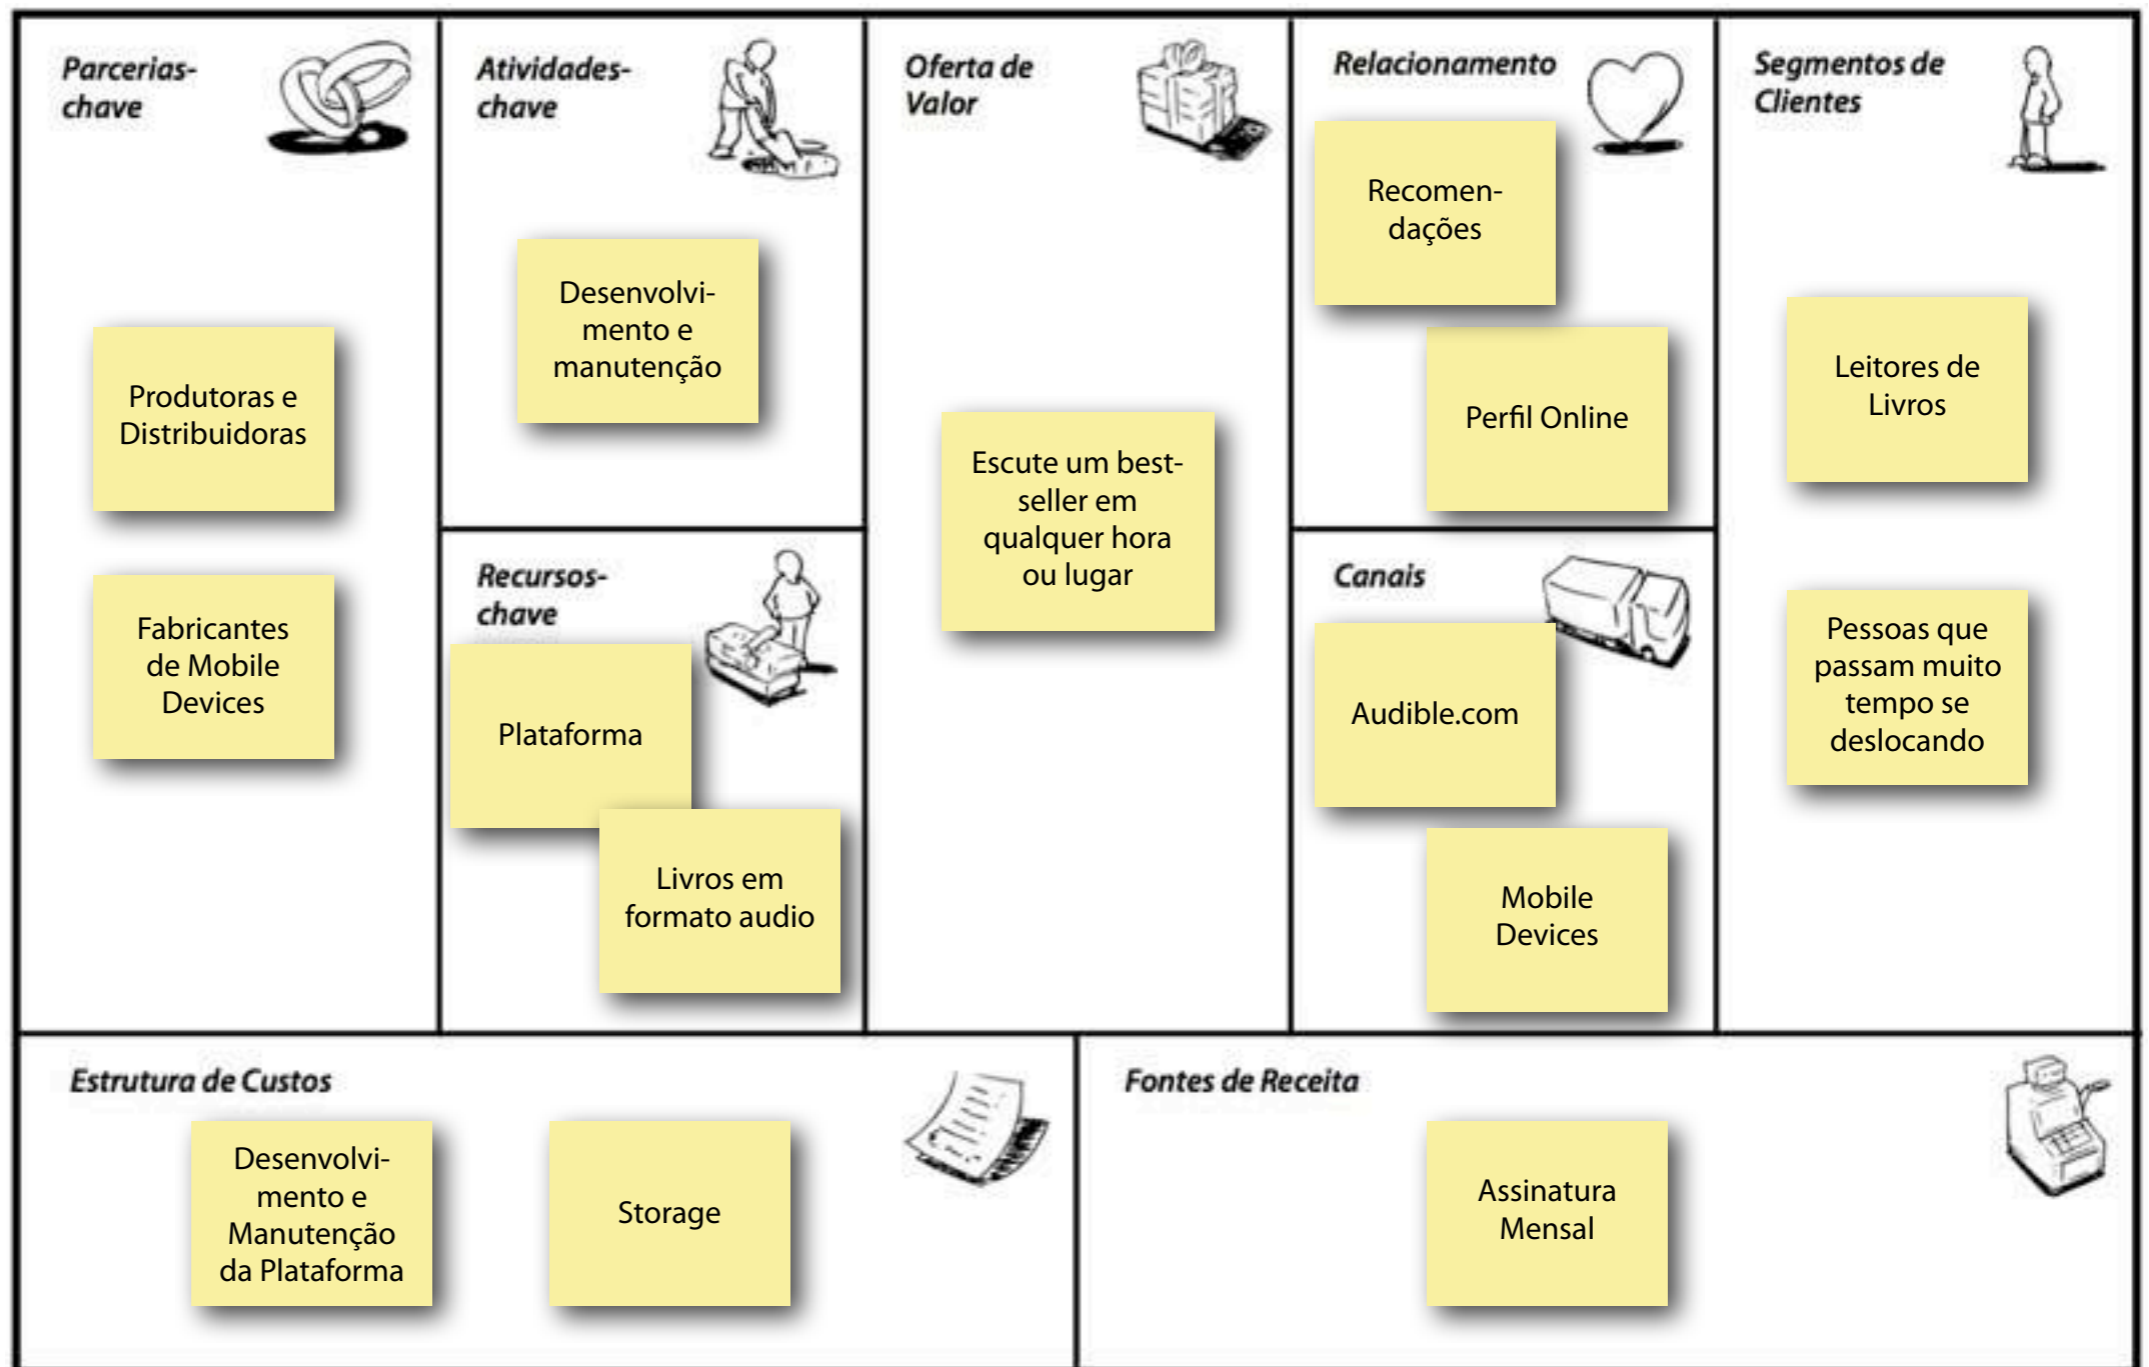 Parcerias-
chave
Produtoras e
Distribuidoras
Fabricantes
de Mobile
Devices
Atividades-
chave
Desenvolvi-
mento e
manutenção
Recursos-
chave
Plataforma
Livros em
formato audio
Oferta de
Valor
Escute um best-
seller em
qualquer hora
ou lugar
Relacionamento
Recomen-
dações
Perfil Online
Canais
Audible.com
Mobile
Devices
Segmentos de
Clientes
Leitores de
Livros
Pessoas que
passam muito
tempo se
deslocando
Estrutura de Custos
Desenvolvi-
mento e
Manutenção
da Plataforma
Storage
Fontes de Receita
Assinatura
Mensal